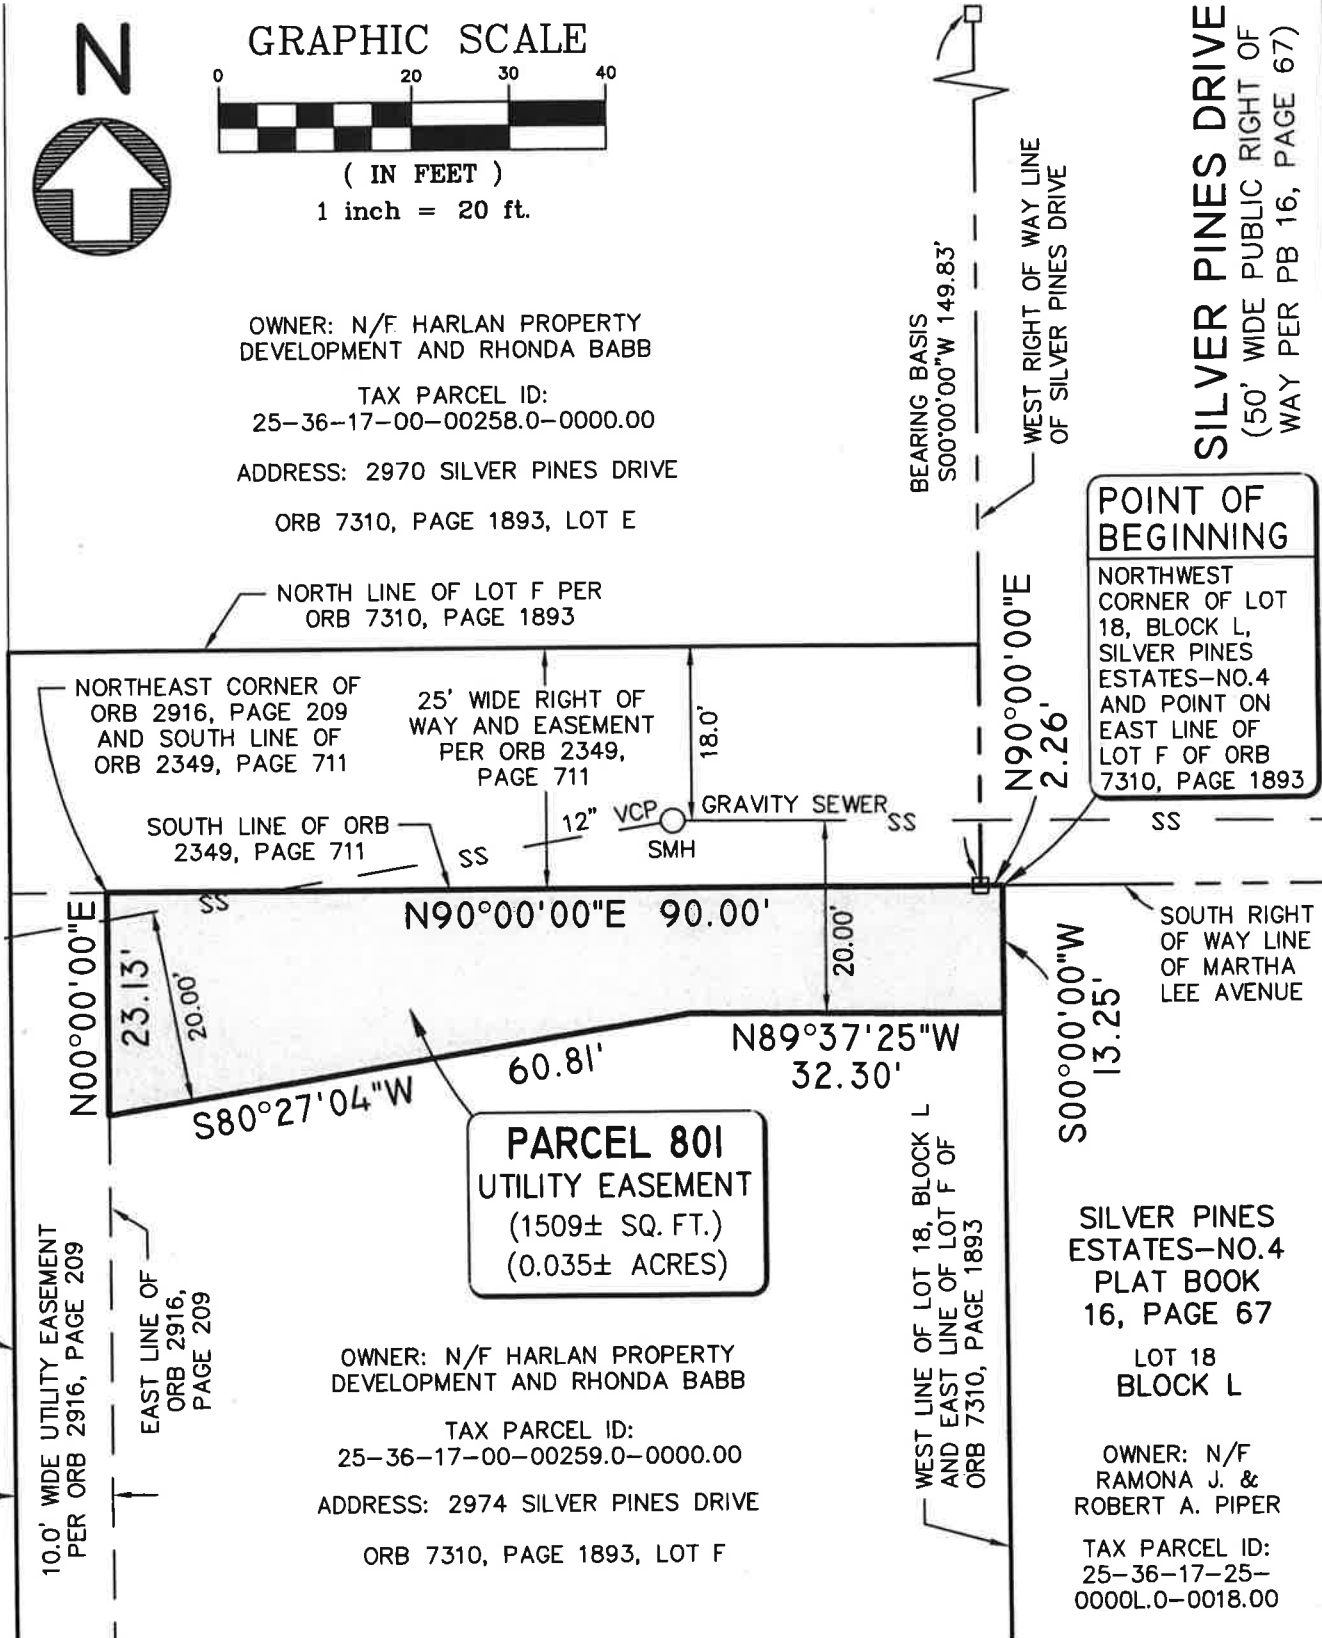 N
GRAPHIC SCALE
0 20 30 40
( IN FEET )
1 inch = 20 ft.
SILVER PINES DRIVE
(50' WIDE PUBLIC RIGHT OF
WAY PER PB 16, PAGE 67)
BEARING BASIS
S00°00'00"W 149.83'
WEST RIGHT OF WAY LINE
OF SILVER PINES DRIVE
OWNER: N/F HARLAN PROPERTY
DEVELOPMENT AND RHONDA BABB
TAX PARCEL ID:
25-36-17-00-00258.0-0000.00
ADDRESS: 2970 SILVER PINES DRIVE
ORB 7310, PAGE 1893, LOT E
POINT OF
BEGINNING
NORTHWEST
CORNER OF LOT
18, BLOCK L,
SILVER PINES
ESTATES-NO.4
AND POINT ON
EAST LINE OF
LOT F OF ORB
7310, PAGE 1893
NORTH LINE OF LOT F PER
ORB 7310, PAGE 1893
N90°00'00"E
2.26'
NORTHEAST CORNER OF
ORB 2916, PAGE 209
AND SOUTH LINE OF
ORB 2349, PAGE 711
25' WIDE RIGHT OF
WAY AND EASEMENT
PER ORB 2349,
PAGE 711
18.0'
SOUTH LINE OF ORB
2349, PAGE 711
SS
SS
12" VCP GRAVITY SEWER
SMH
SS
SS
N90°00'00"E 90.00'
N00°00'00"E
23.13'
20.00'
20.00'
SOUTH RIGHT
OF WAY LINE
OF MARTHA
LEE AVENUE
S00°00'00"W
13.25'
N89°37'25"W
32.30'
S80°27'04"W
60.81'
PARCEL 801
UTILITY EASEMENT
(1509± SQ. FT.)
(0.035± ACRES)
10.0' WIDE UTILITY EASEMENT
PER ORB 2916, PAGE 209
EAST LINE OF
ORB 2916,
PAGE 209
WEST LINE OF LOT 18, BLOCK L
AND EAST LINE OF LOT F OF
ORB 7310, PAGE 1893
OWNER: N/F HARLAN PROPERTY
DEVELOPMENT AND RHONDA BABB
TAX PARCEL ID:
25-36-17-00-00259.0-0000.00
ADDRESS: 2974 SILVER PINES DRIVE
ORB 7310, PAGE 1893, LOT F
SILVER PINES
ESTATES-NO.4
PLAT BOOK
16, PAGE 67
LOT 18
BLOCK L
OWNER: N/F
RAMONA J. &
ROBERT A. PIPER
TAX PARCEL ID:
25-36-17-25-
0000L.0-0018.00